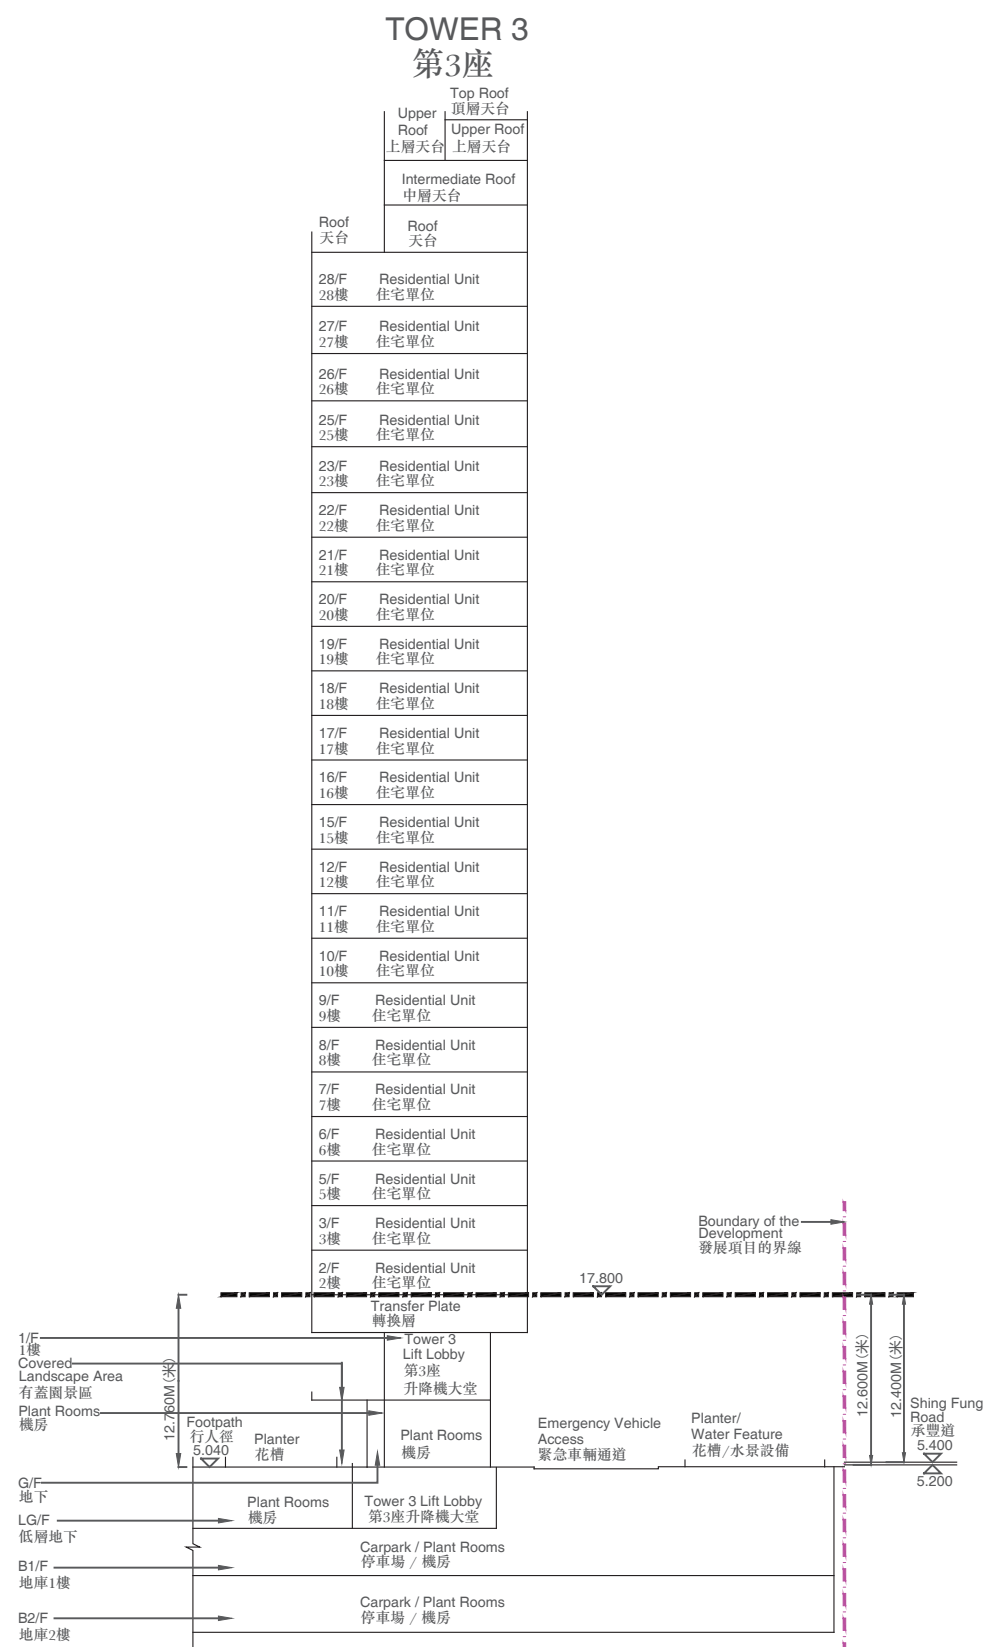 TOWER 3
第3座
Top Roof
頂層天台
Upper
Roof
上層天台
Upper Roof
上層天台
Intermediate Roof
中層天台
Roof
天台
Roof
天台
28/F Residential Unit
28樓 住宅單位
27/F Residential Unit
27樓 住宅單位
26/F Residential Unit
26樓 住宅單位
25/F Residential Unit
25樓 住宅單位
23/F Residential Unit
23樓 住宅單位
22/F Residential Unit
22樓 住宅單位
21/F Residential Unit
21樓 住宅單位
20/F Residential Unit
20樓 住宅單位
19/F Residential Unit
19樓 住宅單位
18/F Residential Unit
18樓 住宅單位
17/F Residential Unit
17樓 住宅單位
16/F Residential Unit
16樓 住宅單位
15/F Residential Unit
15樓 住宅單位
12/F Residential Unit
12樓 住宅單位
11/F Residential Unit
11樓 住宅單位
10/F Residential Unit
10樓 住宅單位
9/F Residential Unit
9樓 住宅單位
8/F Residential Unit
8樓 住宅單位
7/F Residential Unit
7樓 住宅單位
6/F Residential Unit
6樓 住宅單位
5/F Residential Unit
5樓 住宅單位
3/F Residential Unit
3樓 住宅單位
2/F Residential Unit
2樓 住宅單位
Boundary of the
Development
發展項目的界線
17.800
Transfer Plate
轉換層
1/F
1樓
Covered
Landscape Area
有蓋園景區
Plant Rooms
機房
12.760M (米)
Tower 3
Lift Lobby
第3座
升降機大堂
12.600M (米)
12.400M (米)
Footpath
行人徑
5.040
Planter
花槽
Plant Rooms
機房
Emergency Vehicle
Access
緊急車輛通道
Planter/
Water Feature
花槽/水景設備
Shing Fung
Road
承豐道
5.400
5.200
G/F
地下
LG/F
低層地下
Plant Rooms
機房
Tower 3 Lift Lobby
第3座升降機大堂
B1/F
地庫1樓
Carpark / Plant Rooms
停車場 / 機房
B2/F
地庫2樓
Carpark / Plant Rooms
停車場 / 機房